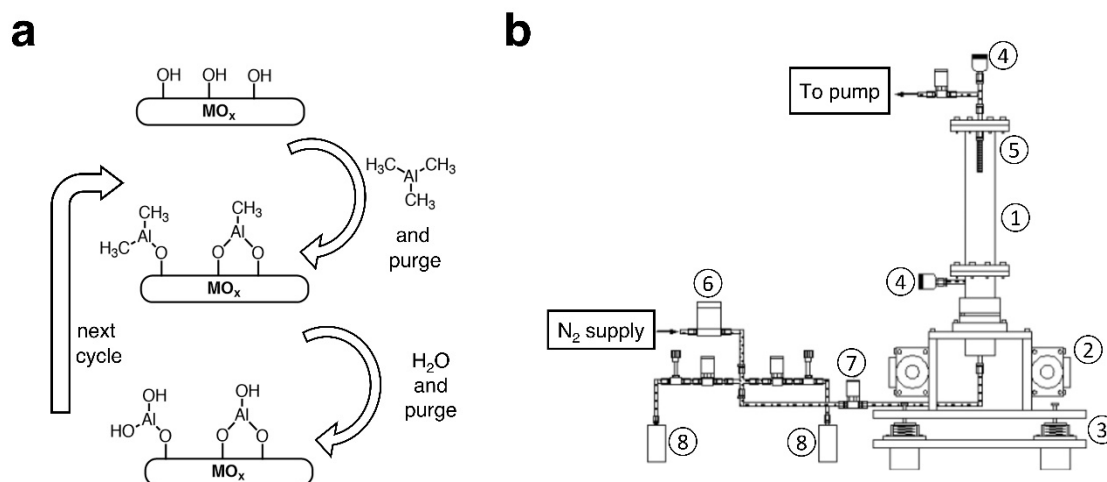 a
OH OH OH
MOx
H3C CH3
Al
CH3
and
purge
CH3
H3C Al O
CH3
Al
O O
MOx
next
cycle
H2O
and
purge
OH
HO Al O
OH
Al
O O
MOx
b
4
To pump
5
1
4
6
N2 supply
7
2
3
8 8